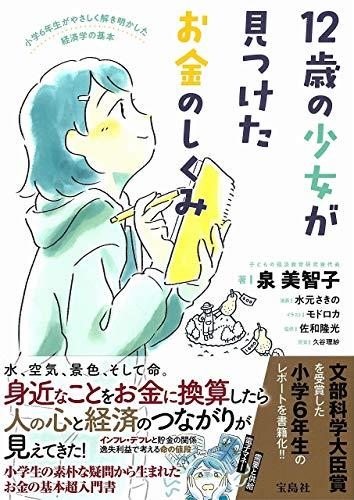 小学6年生がやさしく解き明かした
経済学の基本
12歳の少女が
見つけた
お金のしくみ
子どもの経済教育研究室代表
著 泉 美智子
漫画 水元さきの
イラスト モドロカ
監修 佐和隆光
原案 久谷理紗
水、空気、景色、そして命。
身近なことをお金に換算したら
人の心と経済のつながりが
見えてきた!
インフレ・デフレと貯金の関係
逸失利益で考える命の値段
小学生の素朴な疑問から生まれた
お金の基本超入門書
文部科学大臣賞
を受賞した
小学6年生の
レポートを書籍化!!
宝島社